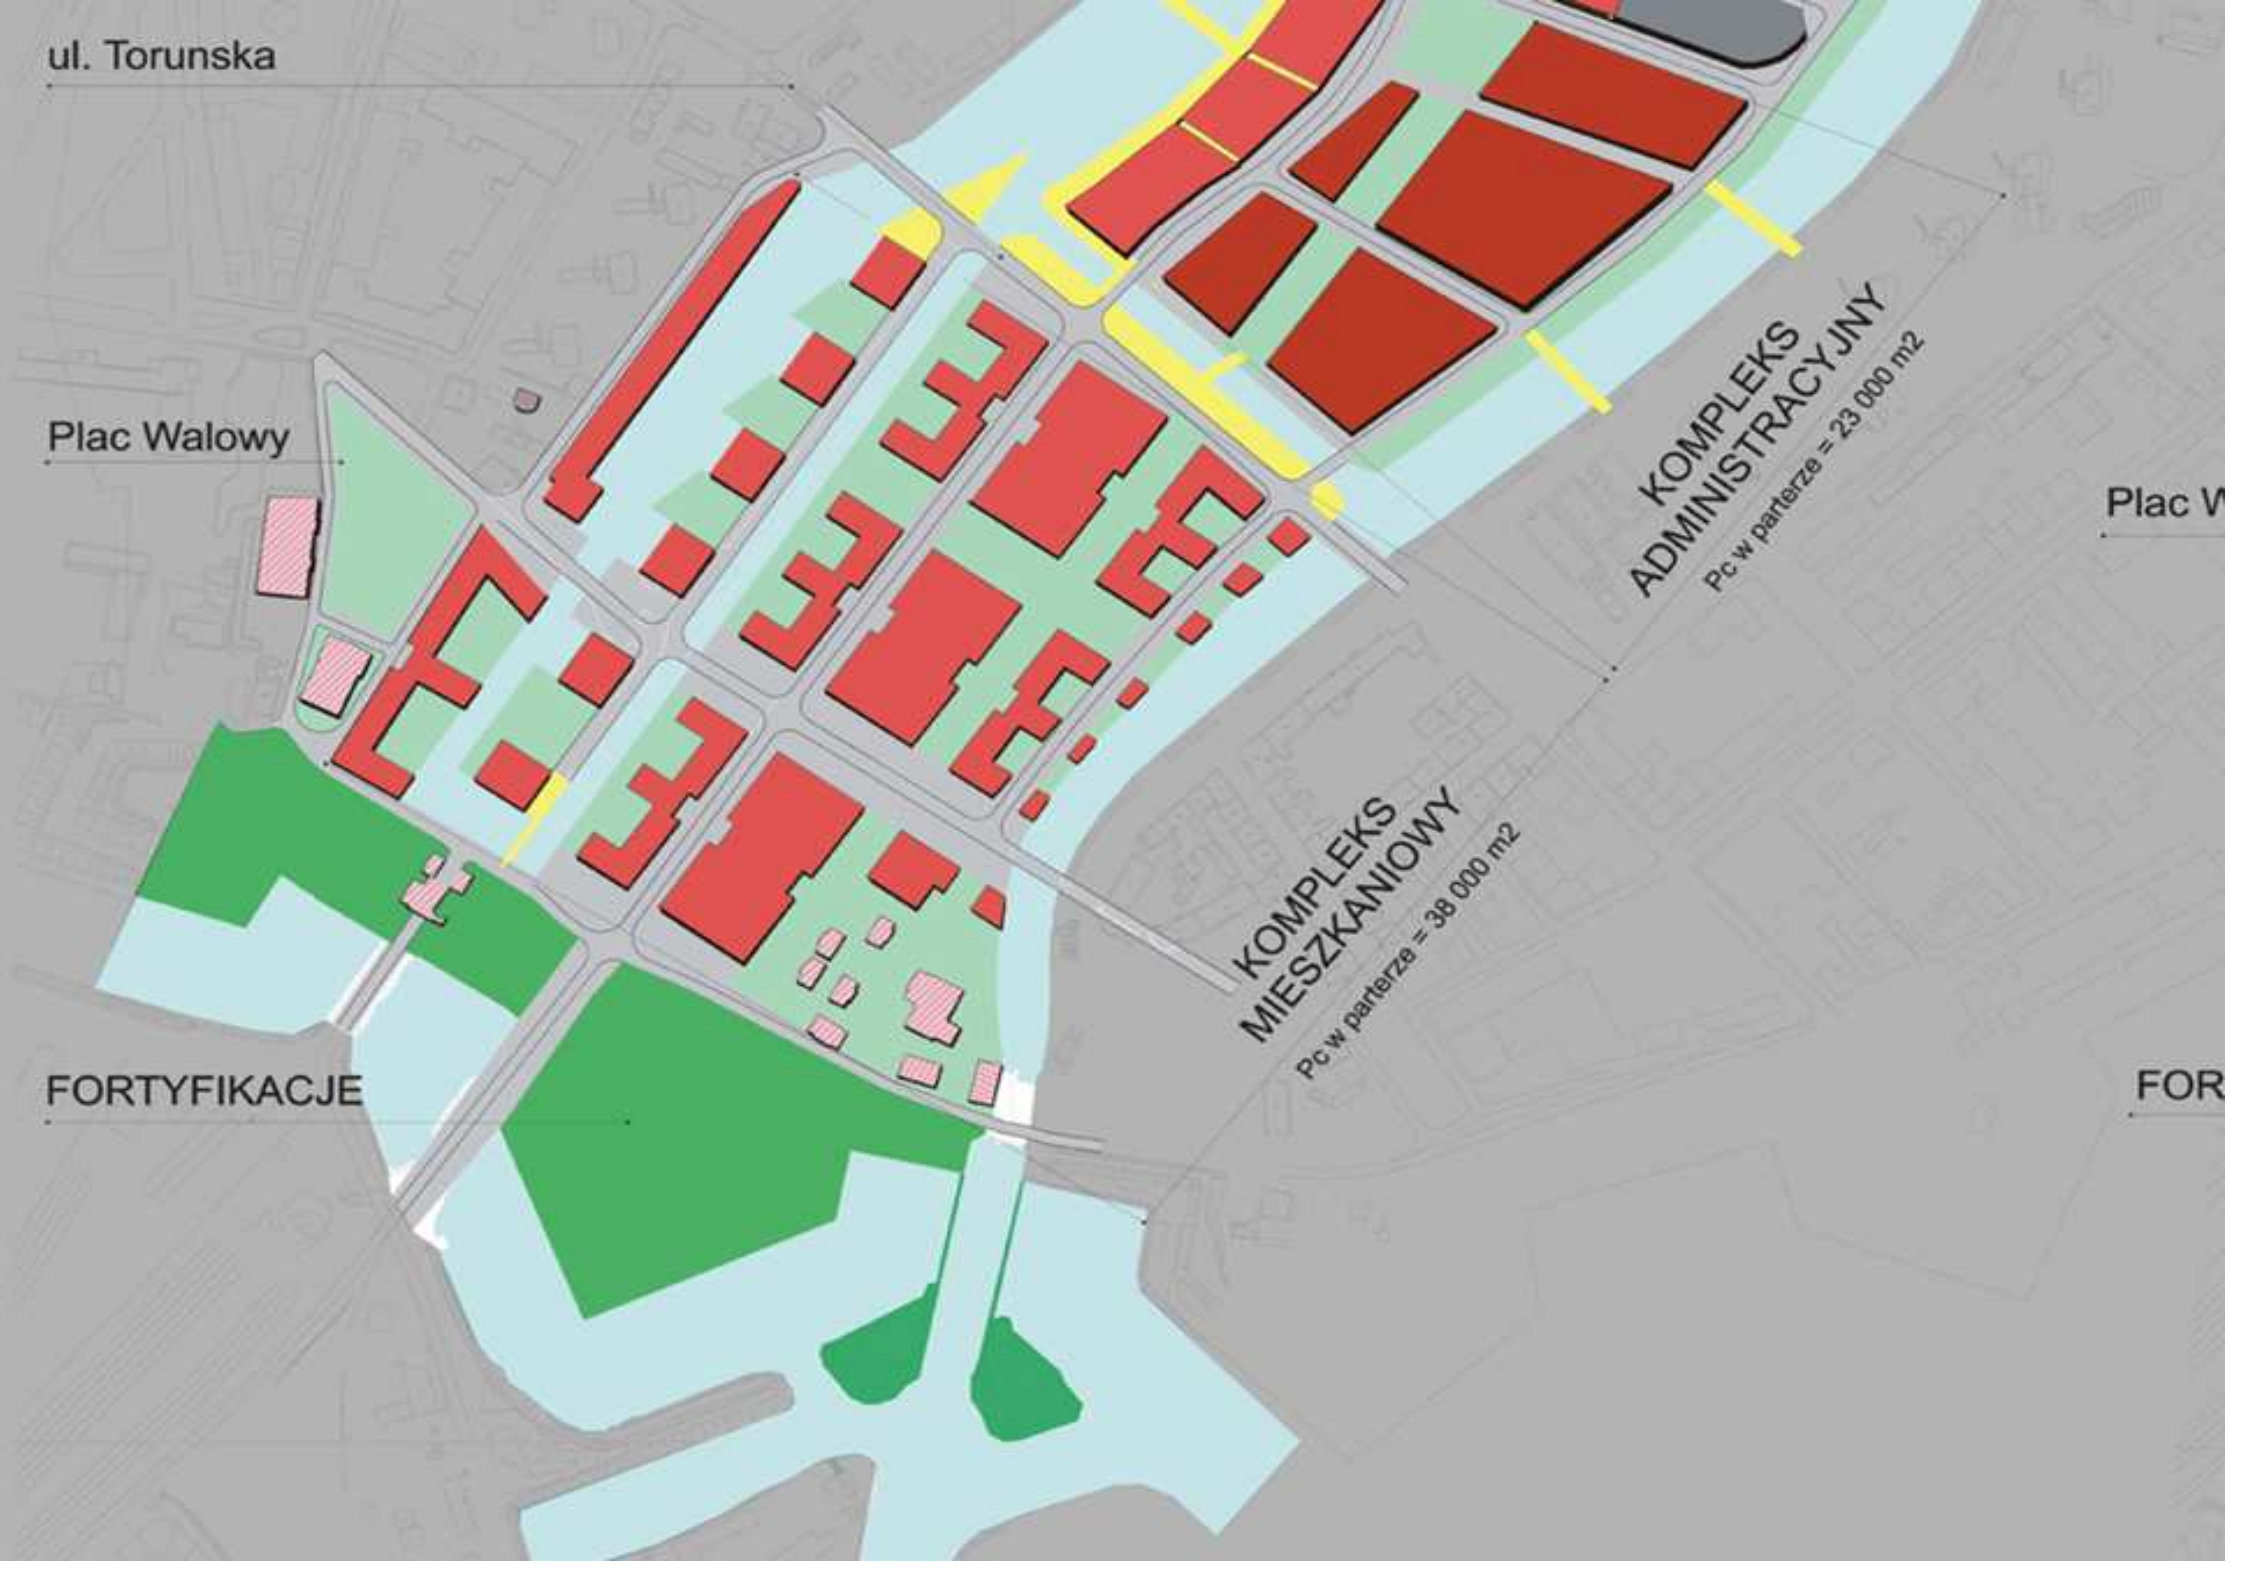 ul. Torunska
Plac Walowy
KOMPLEKS
ADMINISTRACYJNY
Pc w parterze = 23 000 m2
Plac W
KOMPLEKS
MIESZKANIOWY
Pc w parterze = 38 000 m2
FORTYFIKACJE
FOR